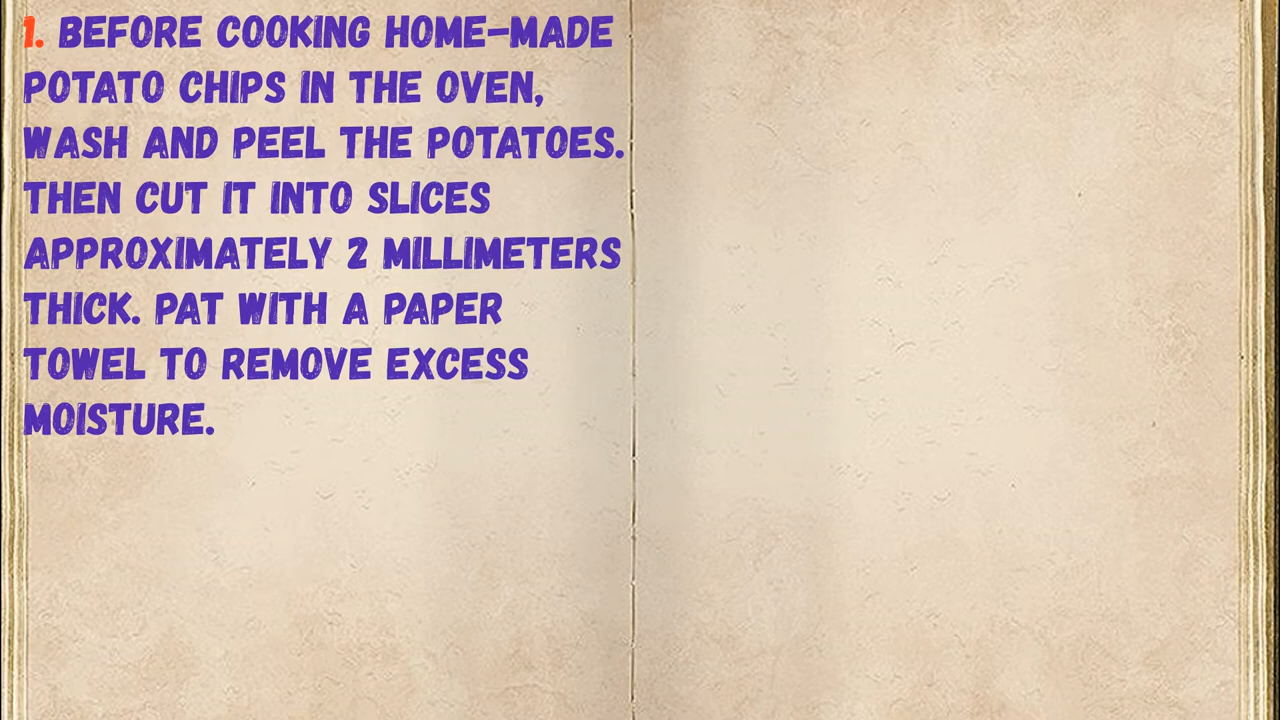 1. BEFORE COOKING HOME-MADE
POTATO CHIPS IN THE OVEN,
WASH AND PEEL THE POTATOES.
THEN CUT IT INTO SLICES
APPROXIMATELY 2 MILLIMETERS
THICK. PAT WITH A PAPER
TOWEL TO REMOVE EXCESS
MOISTURE.